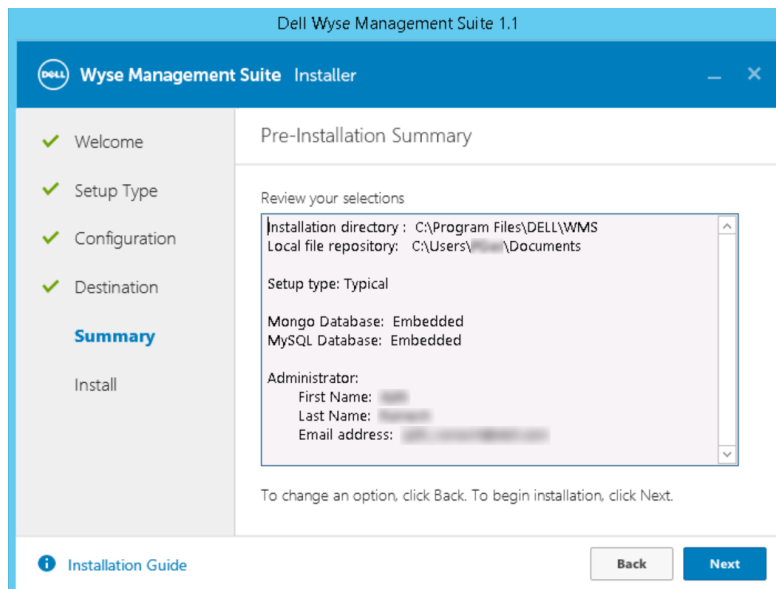 Dell Wyse Management Suite 1.1
DELL Wyse Management Suite Installer
Welcome
Setup Type
Configuration
Destination
Summary
Install
Pre-Installation Summary
Review your selections
Installation directory : C:\Program Files\DELL\WMS
Local file repository: C:\Users\ \Documents
Setup type: Typical
Mongo Database: Embedded
MySQL Database: Embedded
Administrator:
First Name:
Last Name:
Email address:
To change an option, click Back. To begin installation, click Next.
Installation Guide
Back
Next